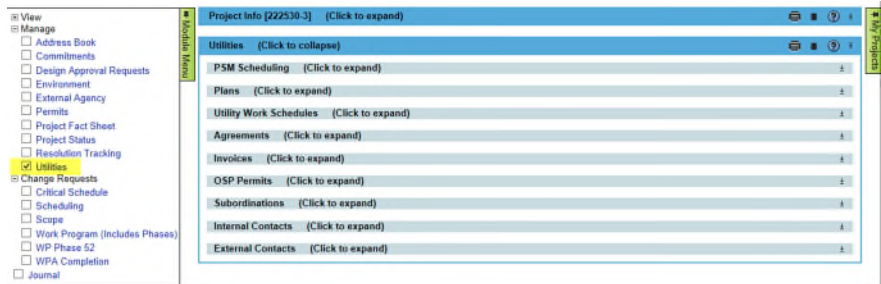 View
Manage
Address Book
Commitments
Design Approval Requests
Environment
External Agency
Permits
Project Fact Sheet
Project Status
Resolution Tracking
Utilities
Change Requests
Critical Schedule
Scheduling
Scope
Work Program (Includes Phases)
WP Phase 52
WPA Completion
Journal
Module Menu
Project Info [222530-3] (Click to expand)
Utilities (Click to collapse)
PSM Scheduling (Click to expand)
Plans (Click to expand)
Utility Work Schedules (Click to expand)
Agreements (Click to expand)
Invoices (Click to expand)
OSP Permits (Click to expand)
Subordinations (Click to expand)
Internal Contacts (Click to expand)
External Contacts (Click to expand)
My Projects